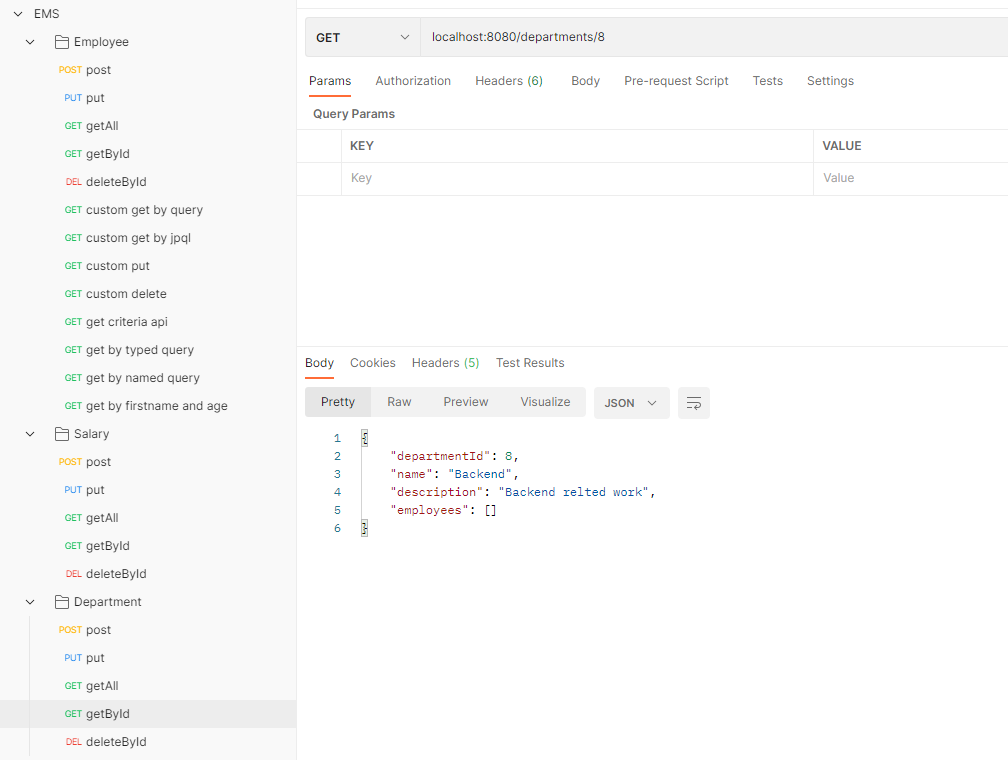 EMS
Employee
POST post
PUT put
GET getAll
GET getById
DEL deleteById
GET custom get by query
GET custom get by jpql
GET custom put
GET custom delete
GET get criteria api
GET get by typed query
GET get by named query
GET get by firstname and age
Salary
POST post
PUT put
GET getAll
GET getById
DEL deleteById
Department
POST post
PUT put
GET getAll
GET getById
DEL deleteById
GET localhost:8080/departments/8
Params Authorization Headers (6) Body Pre-request Script Tests Settings
Query Params
KEY VALUE
Key Value
Body Cookies Headers (5) Test Results
Pretty Raw Preview Visualize JSON
1 {
2 "departmentId": 8,
3 "name": "Backend",
4 "description": "Backend relted work",
5 "employees": []
6 }